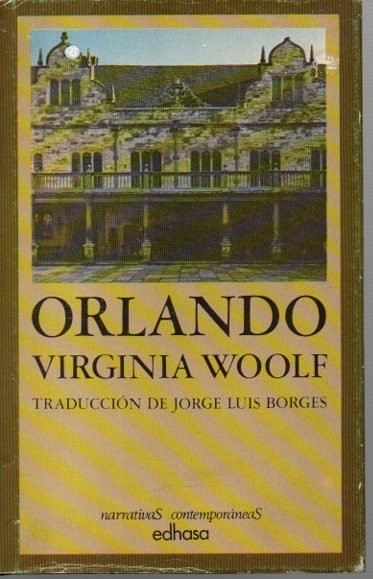 ORLANDO
VIRGINIA WOOLF
TRADUCCIÓN DE JORGE LUIS BORGES
narrativaS contemporáneaS
edhasa